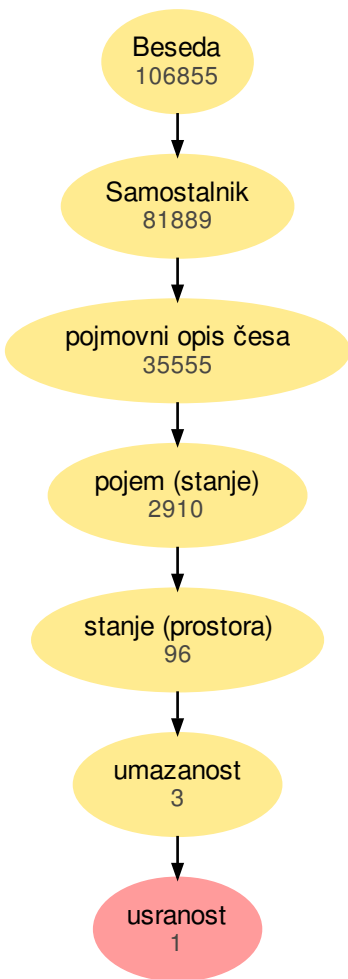 Beseda
106855
Samostalnik
81889
pojmovni opis česa
35555
pojem (stanje)
2910
stanje (prostora)
96
umazanost
3
usranost
1